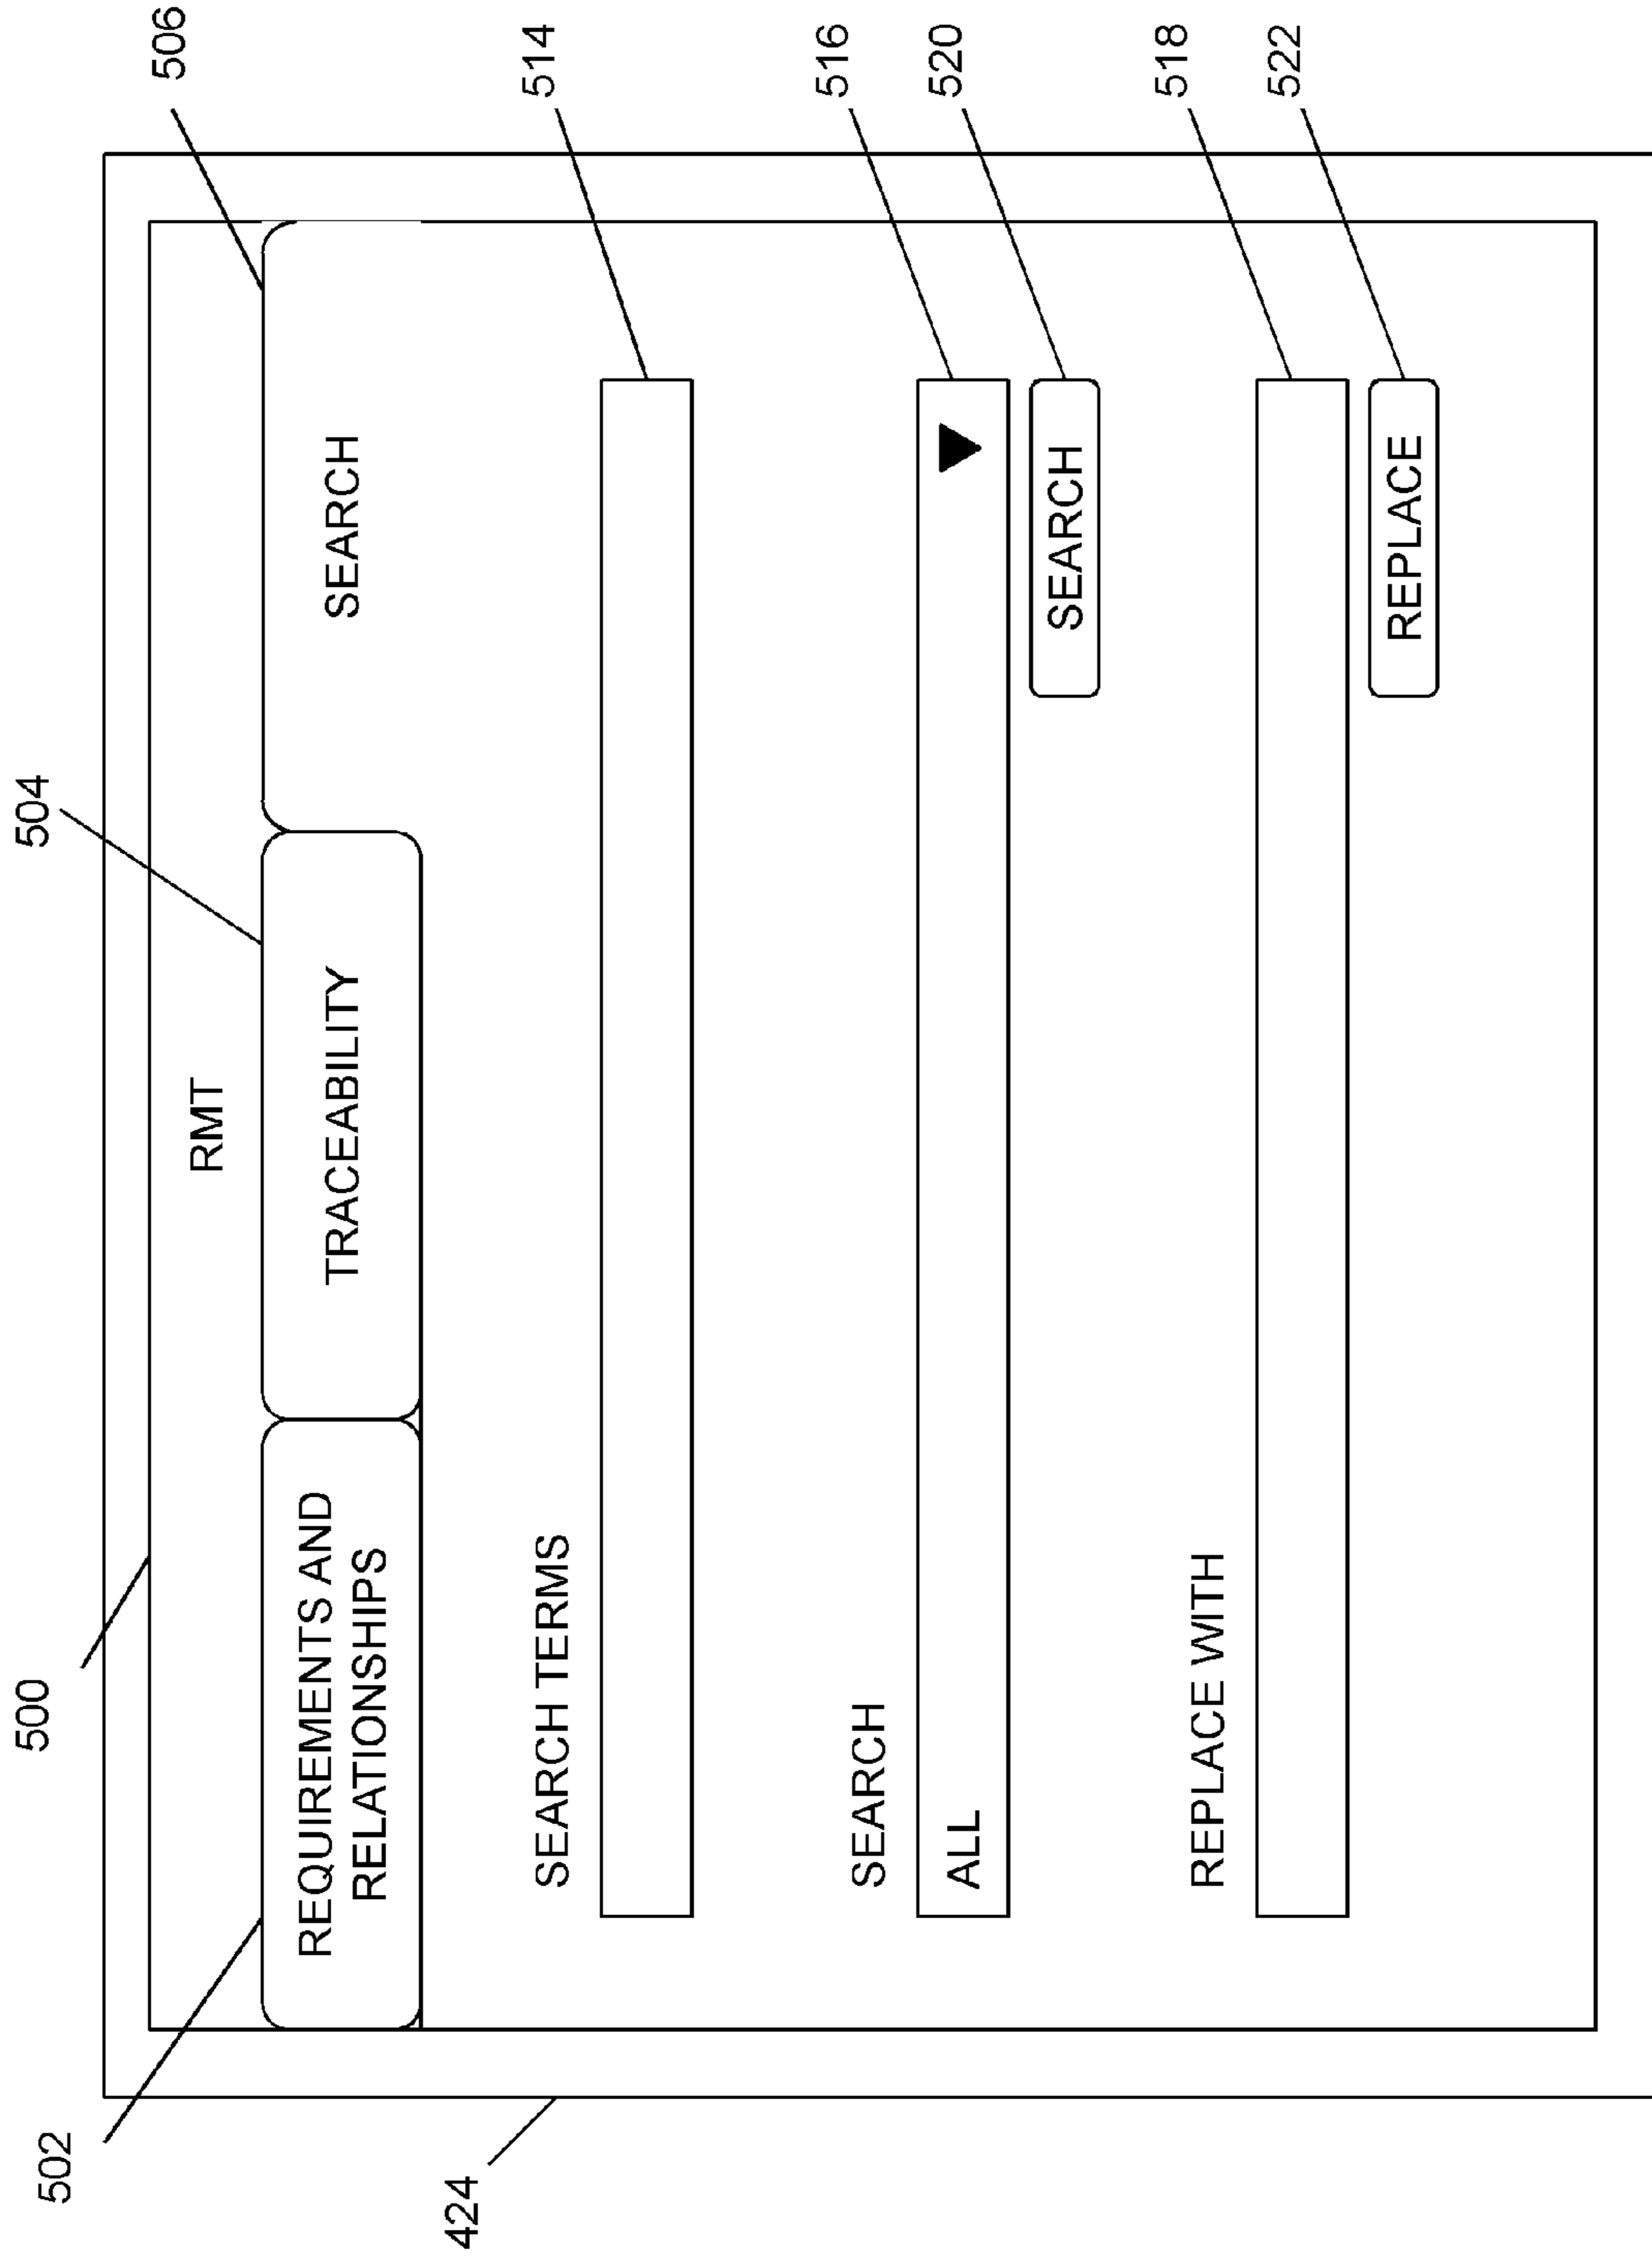 500
504
506
502
RMT
REQUIREMENTS AND
RELATIONSHIPS
TRACEABILITY
SEARCH
424
SEARCH TERMS
514
SEARCH
ALL
516
SEARCH
520
REPLACE WITH
518
REPLACE
522